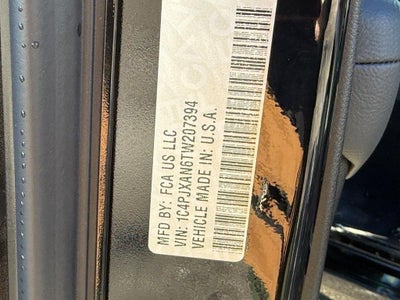 MFD BY: FCA US LLC
VIN: 1C4PJXAN6TW207394
VEHICLE MADE IN: U.S.A.